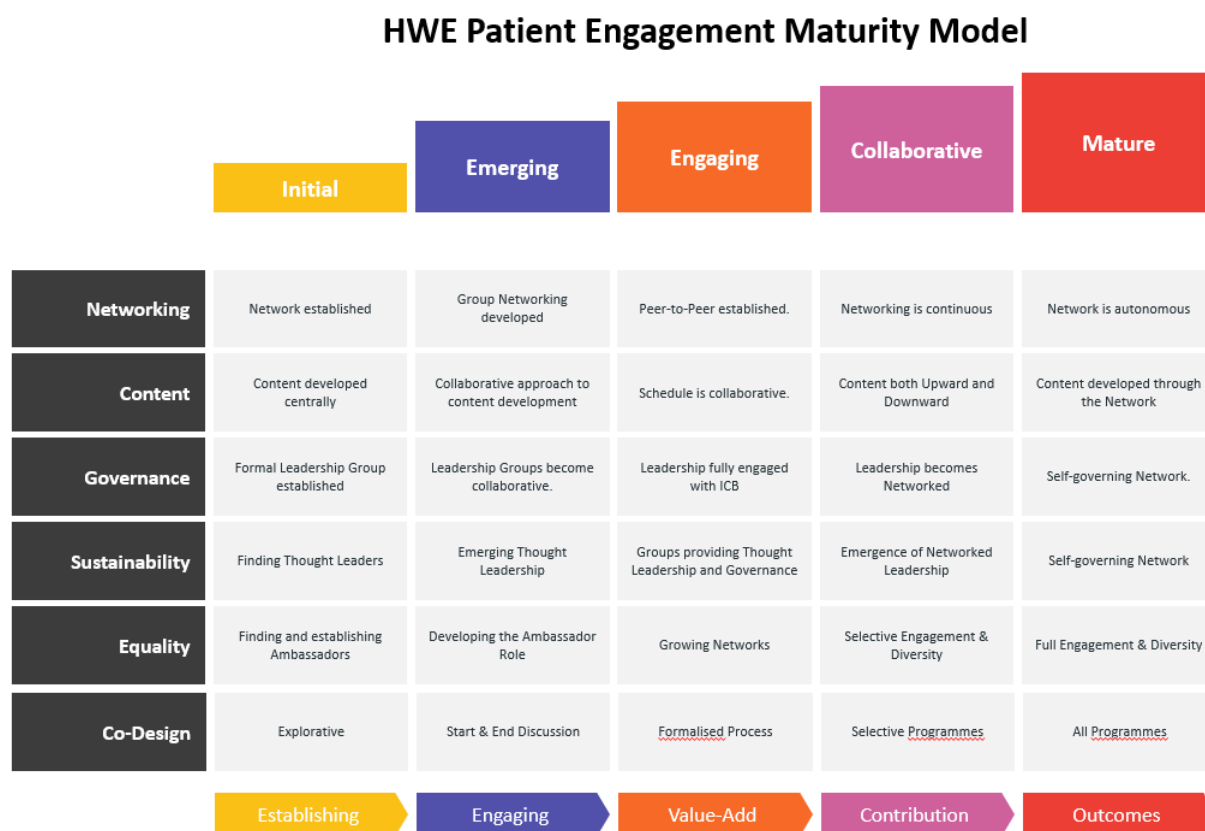 HWE Patient Engagement Maturity Model
Initial
Emerging
Engaging
Collaborative
Mature
Networking
Network established
Group Networking
developed
Peer-to-Peer established.
Networking is continuous
Network is autonomous
Content
Content developed
centrally
Collaborative approach to
content development
Schedule is collaborative.
Content both Upward and
Downward
Content developed through
the Network
Governance
Formal Leadership Group
established
Leadership Groups become
collaborative.
Leadership fully engaged
with ICB
Leadership becomes
Networked
Self-governing Network.
Sustainability
Finding Thought Leaders
Emerging Thought
Leadership
Groups providing Thought
Leadership and Governance
Emergence of Networked
Leadership
Self-governing Network
Equality
Finding and establishing
Ambassadors
Developing the Ambassador
Role
Growing Networks
Selective Engagement &
Diversity
Full Engagement & Diversity
Co-Design
Explorative
Start & End Discussion
Formalised Process
Selective Programmes
All Programmes
Establishing
Engaging
Value-Add
Contribution
Outcomes